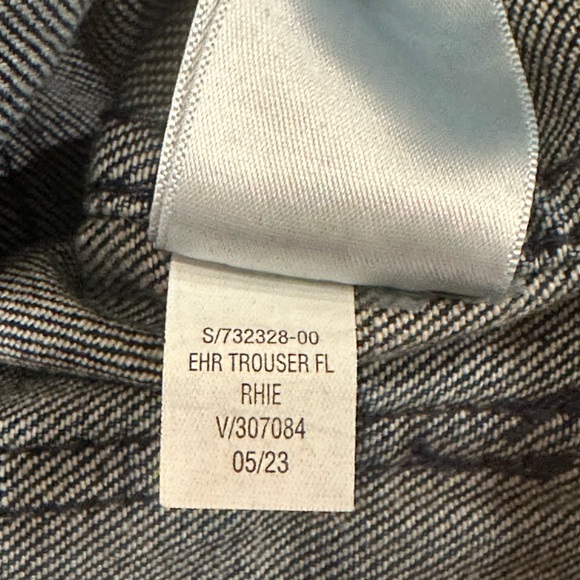 S/732328-00
EHR TROUSER FL
RHIE
V/307084
05/23